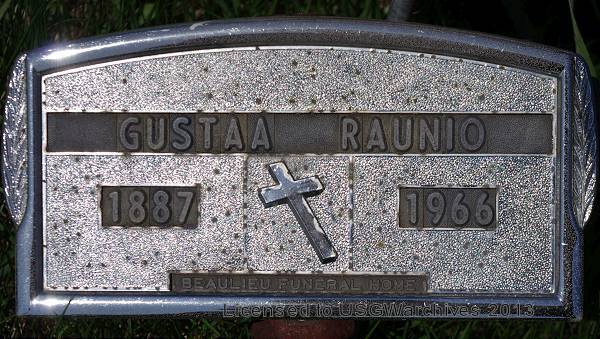 GUSTAA RAUNIO
1887 1966
BEAULIEU FUNERAL HOME
Licensed to USGWarchives 2013